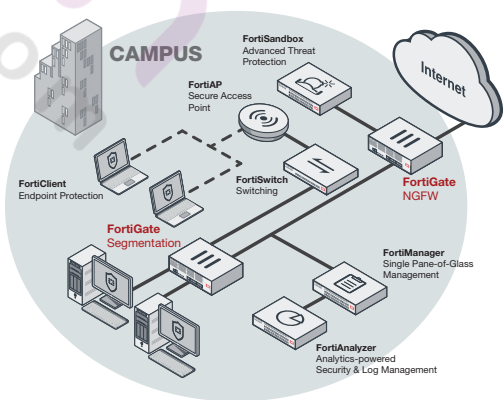 CAMPUS
FortiSandbox
Advanced Threat
Protection
Internet
FortiAP
Secure Access
Point
FortiClient
Endpoint Protection
FortiSwitch
Switching
FortiGate
NGFW
FortiGate
Segmentation
FortiManager
Single Pane-of-Glass
Management
FortiAnalyzer
Analytics-powered
Security & Log Management